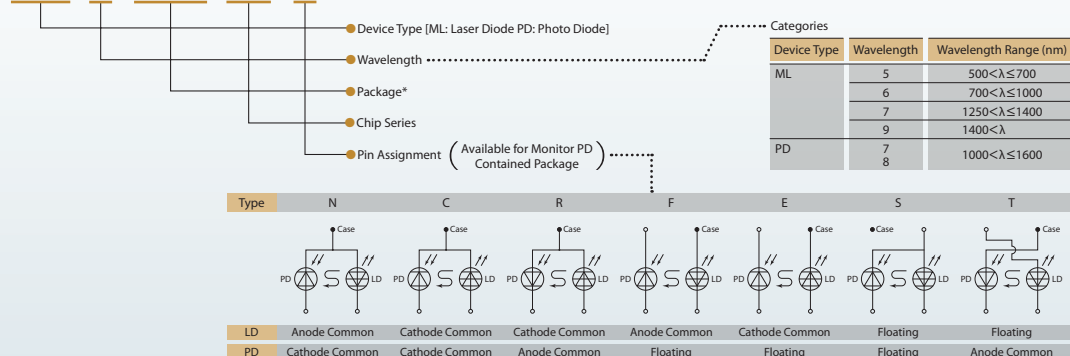 Device Type [ML: Laser Diode PD: Photo Diode]
Wavelength
Package*
Chip Series
Pin Assignment (Available for Monitor PD
Contained Package)
Categories
Device Type Wavelength Wavelength Range (nm)
ML 5 500<λ≤700
6 700<λ≤1000
7 1250<λ≤1400
9 1400<λ
PD 7
8 1000<λ≤1600
Type N C R F E S T
Case Case Case Case Case Case Case
PD LD PD LD PD LD PD LD PD LD PD LD PD LD
LD Anode Common Cathode Common Cathode Common Anode Common Cathode Common Floating Floating
PD Cathode Common Cathode Common Anode Common Floating Floating Floating Anode Common